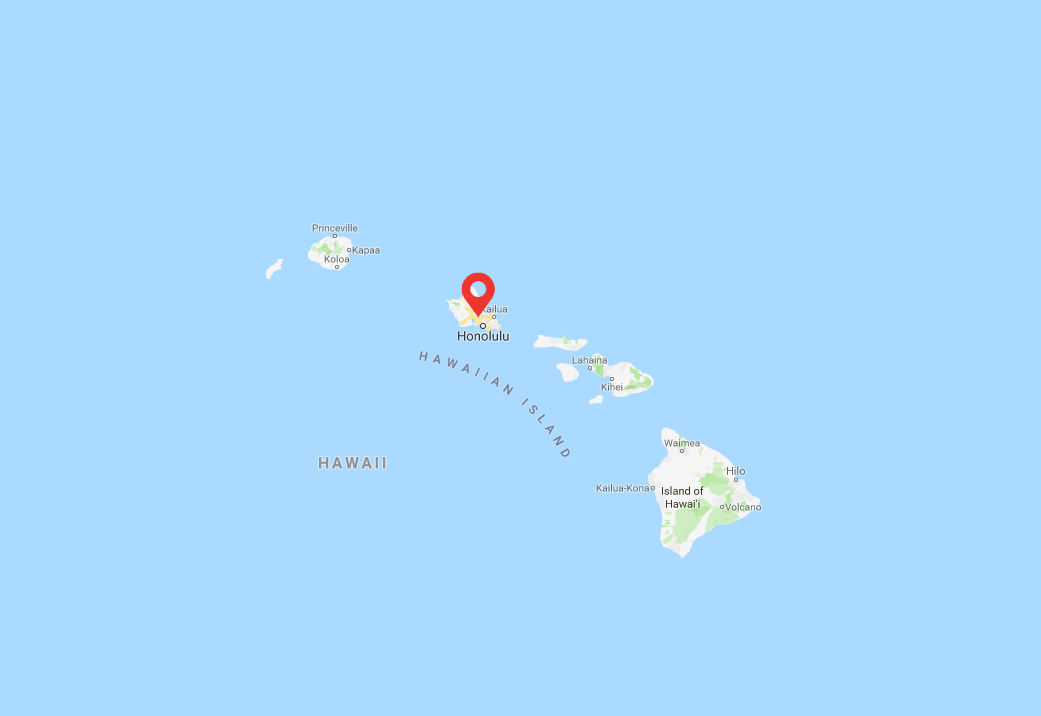 Princeville
Kapaa
Koloa
Kailua
Honolulu
HAWAIIAN ISLAND
Lahaina
Kihei
HAWAII
Waimea
Hilo
Kailua-Kona
Island of
Hawai'i
Volcano